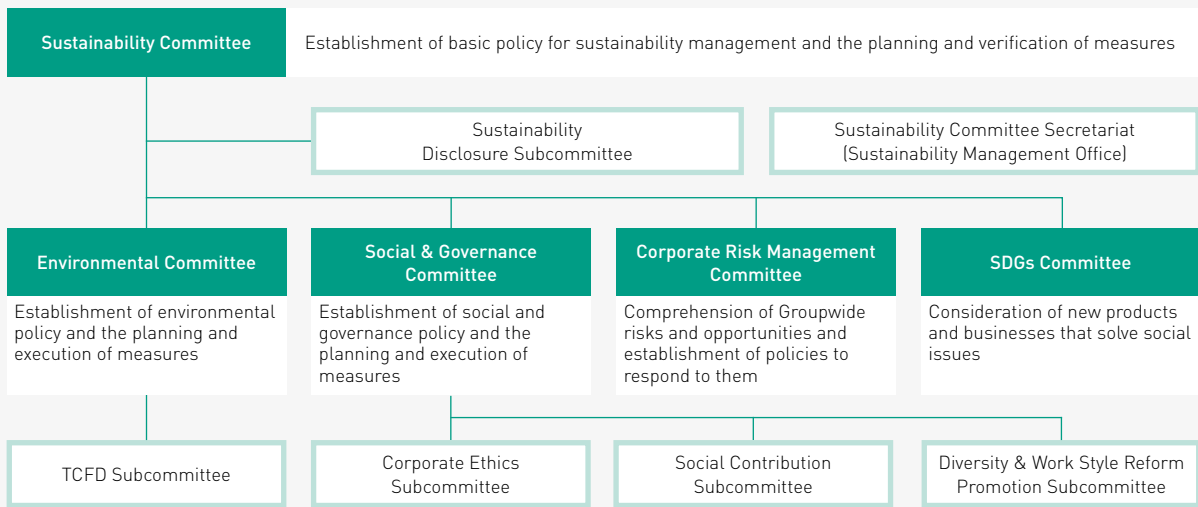 Sustainability Committee
Establishment of basic policy for sustainability management and the planning and verification of measures
Sustainability
Disclosure Subcommittee
Sustainability Committee Secretariat
(Sustainability Management Office)
Environmental Committee
Establishment of environmental
policy and the planning and
execution of measures
Social & Governance
Committee
Establishment of social and
governance policy and the
planning and execution of
measures
Corporate Risk Management
Committee
Comprehension of Groupwide
risks and opportunities and
establishment of policies to
respond to them
SDGs Committee
Consideration of new products
and businesses that solve social
issues
TCFD Subcommittee
Corporate Ethics
Subcommittee
Social Contribution
Subcommittee
Diversity & Work Style Reform
Promotion Subcommittee